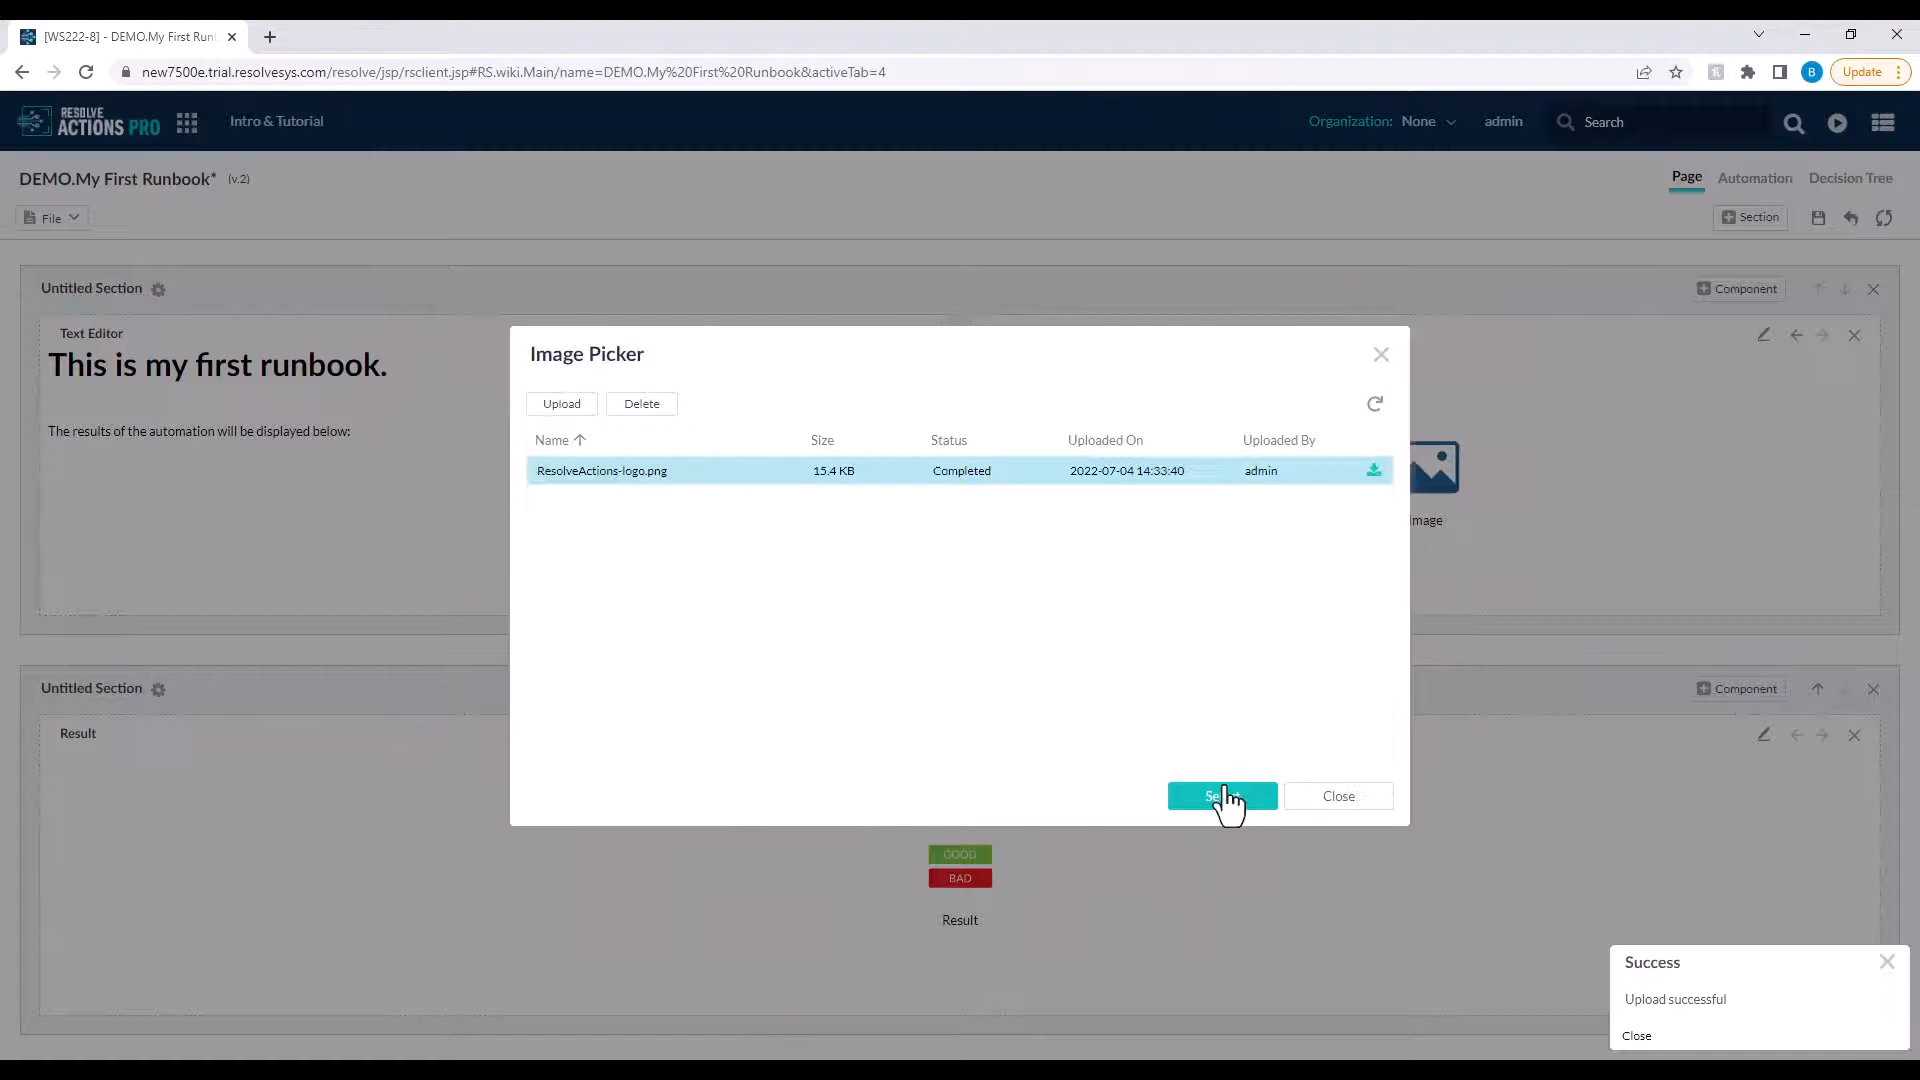 [WS222-8] - DEMO.My First Run
new7500e.trial.resolvesys.com/resolve/jsp/rsclient.jsp#RS.wiki.Main/name=DEMO.My%20First%20Runbook&activeTab=4
B
Update
RESOLVE
ACTIONS PRO
Intro & Tutorial
Organization: None
admin
Search
DEMO.My First Runbook* (v.2)
Page
Automation
Decision Tree
File
Section
Untitled Section
Component
Text Editor
This is my first runbook.
The results of the automation will be displayed below:
Image Picker
Upload
Delete
Name
Size
Status
Uploaded On
Uploaded By
ResolveActions-logo.png
15.4 KB
Completed
2022-07-04 14:33:40
admin
Close
Untitled Section
Component
Result
GOOD
BAD
Result
Success
Upload successful
Close